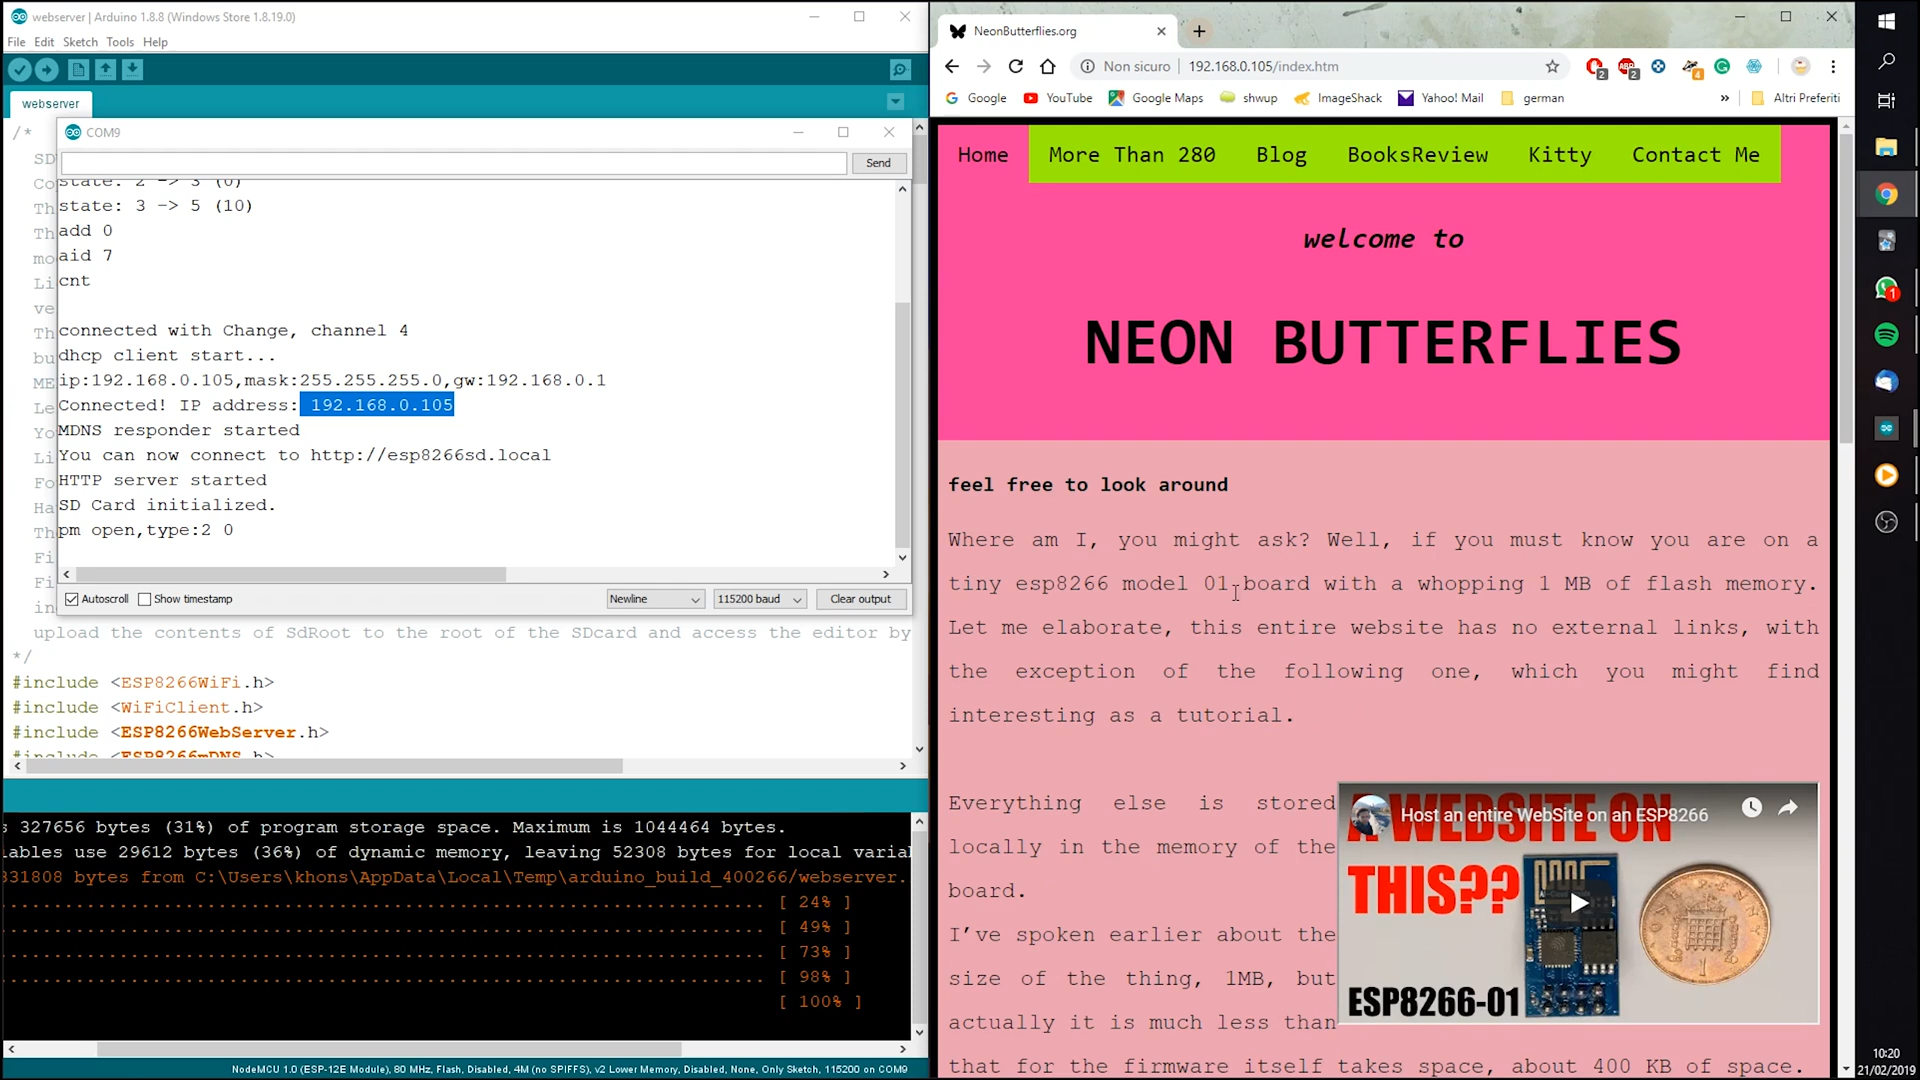 webserver | Arduino 1.8.8 (Windows Store 1.8.19.0)
File Edit Sketch Tools Help
webserver
/*
COM9
Send
state: 2 -> 3 (0)
state: 3 -> 5 (10)
add 0
aid 7
cnt
connected with Change, channel 4
dhcp client start...
ip:192.168.0.105,mask:255.255.255.0,gw:192.168.0.1
Connected! IP address: 192.168.0.105
MDNS responder started
You can now connect to http://esp8266sd.local
HTTP server started
SD Card initialized.
pm open,type:2 0
Autoscroll Show timestamp Newline 115200 baud Clear output
upload the contents of SdRoot to the root of the SDcard and access the editor by
*/
#include <ESP8266WiFi.h>
#include <WiFiClient.h>
#include <ESP8266WebServer.h>
#include <ESP8266mDNS.h>
s 327656 bytes (31%) of program storage space. Maximum is 1044464 bytes.
iables use 29612 bytes (36%) of dynamic memory, leaving 52308 bytes for local varial
331808 bytes from C:\Users\khons\AppData\Local\Temp\arduino_build_400266/webserver.
[ 24% ]
[ 49% ]
[ 73% ]
[ 98% ]
[ 100% ]
NodeMCU 1.0 (ESP-12E Module), 80 MHz, Flash, Disabled, 4M (no SPIFFS), v2 Lower Memory, Disabled, None, Only Sketch, 115200 on COM9
NeonButterflies.org
Non sicuro 192.168.0.105/index.htm
Google YouTube Google Maps shwup ImageShack Yahoo! Mail german » Altri Preferiti
Home More Than 280 Blog BooksReview Kitty Contact Me
welcome to
NEON BUTTERFLIES
feel free to look around
Where am I, you might ask? Well, if you must know you are on a
tiny esp8266 model 01 board with a whopping 1 MB of flash memory.
Let me elaborate, this entire website has no external links, with
the exception of the following one, which you might find
interesting as a tutorial.
Everything else is stored
locally in the memory of the
board.
I’ve spoken earlier about the
size of the thing, 1MB, but
actually it is much less than
that for the firmware itself takes space, about 400 KB of space.
A WEBSITE ON
Host an entire WebSite on an ESP8266
THIS??
ESP8266-01
10:20
21/02/2019